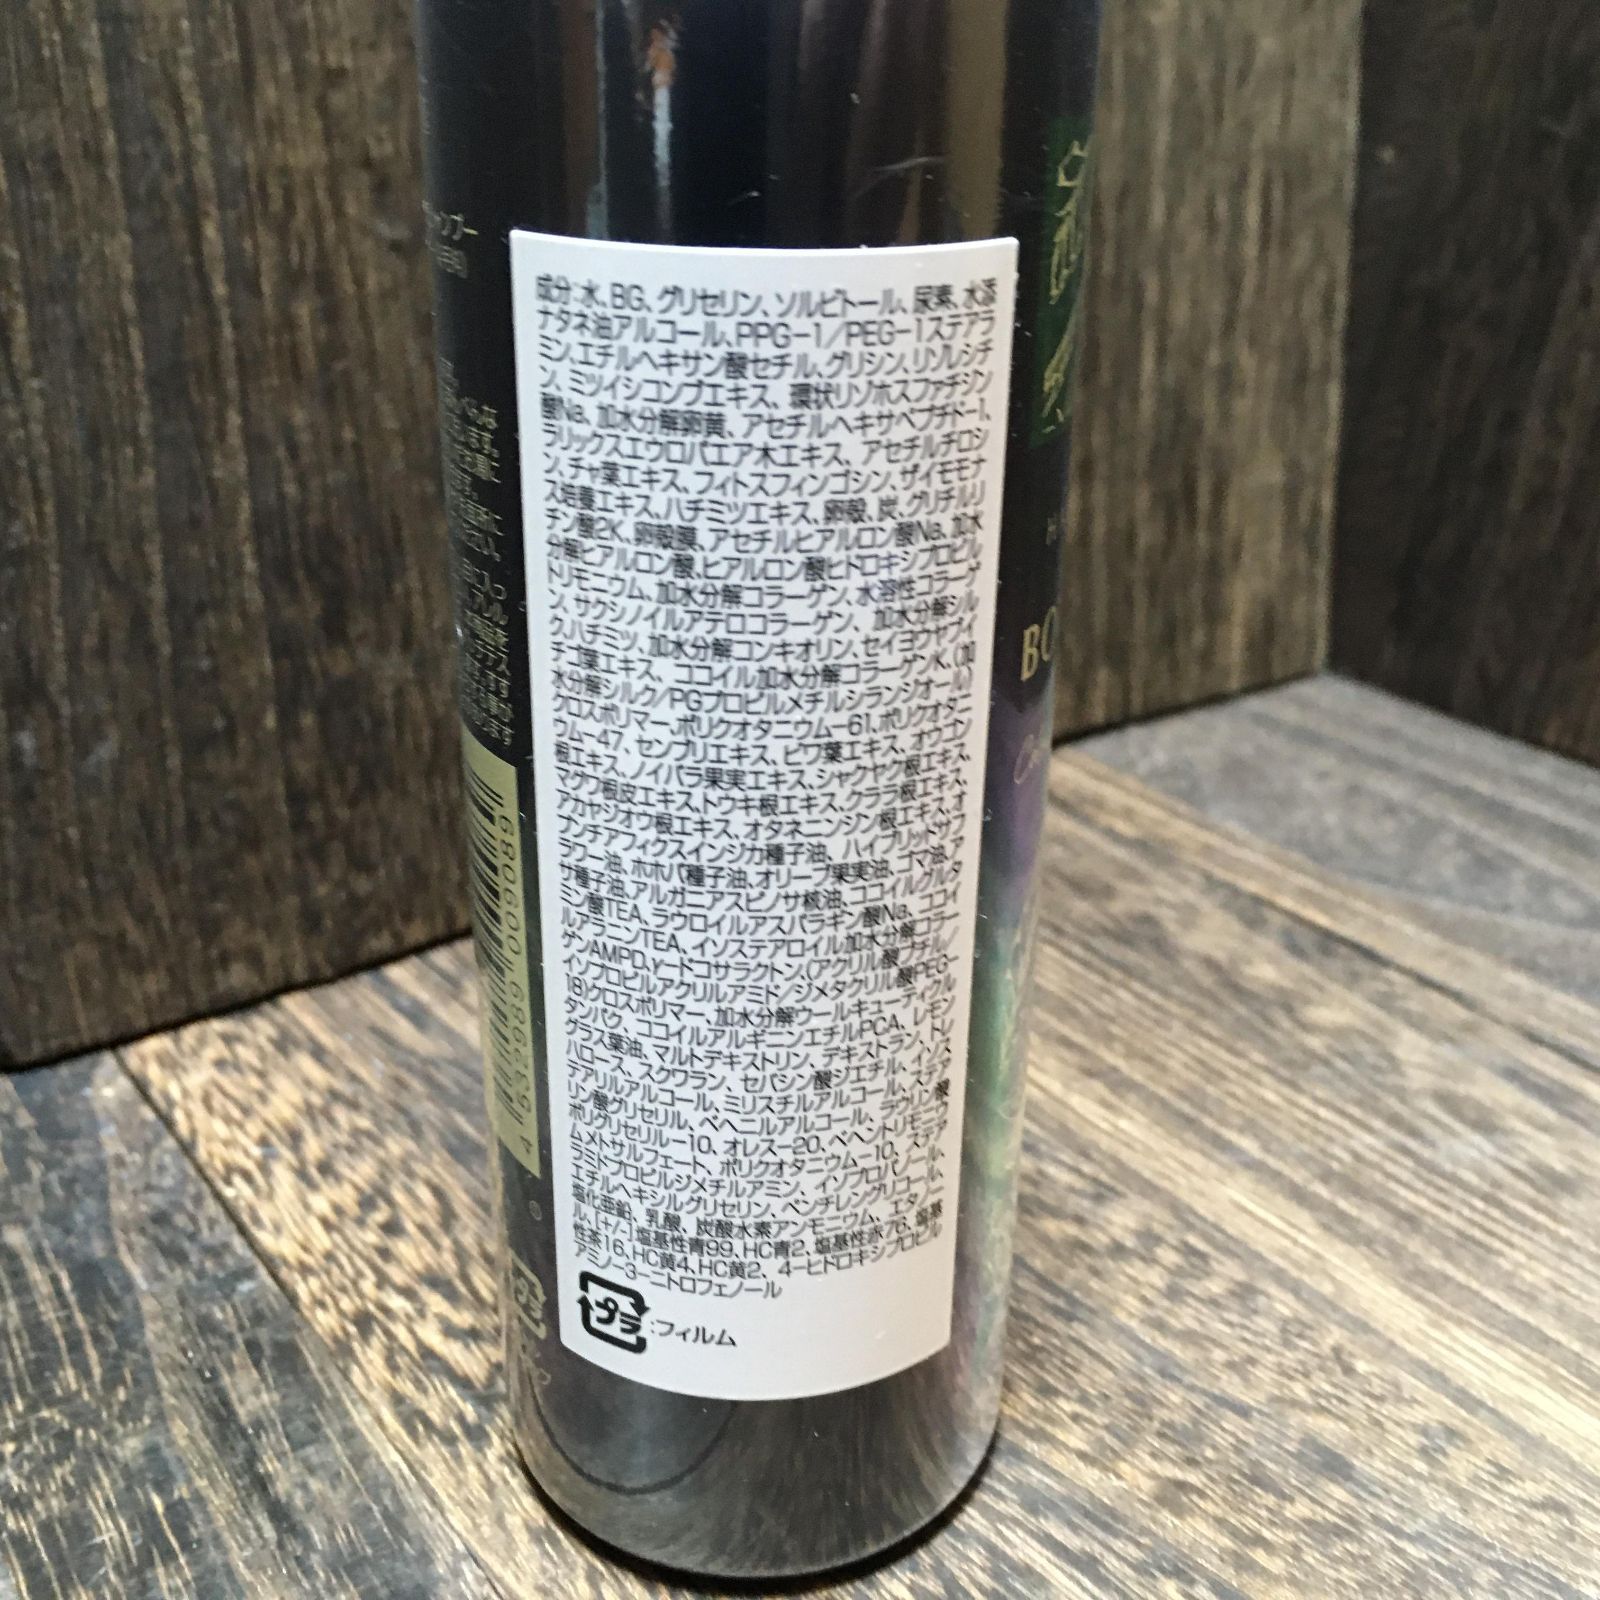 成分:水、BG、グリセリン、ソルビトール、尿素、水添
ナタネ油アルコール、PPG-1/PEG-1ステアラ
ミン、エチルヘキサン酸セチル、グリシン、リゾレシチ
ン、ミツイシコンブエキス、環状リゾホスファチジン
酸Na、加水分解卵黄、アセチルヘキサペプチド-1、
ラリックスエウロパエア木エキス、アセチルチロシ
ン、チャ葉エキス、フィトスフィンゴシン、ザイモモナ
ス培養エキス、ハチミツエキス、卵殻、炭、グリチルリ
チン酸2K、卵殻膜、アセチルヒアルロン酸Na、加水
分解ヒアルロン酸、ヒアルロン酸ヒドロキシプロピル
トリモニウム、加水分解コラーゲン、水溶性コラーゲ
ン、サクシノイルアテロコラーゲン、加水分解シル
ク、ハチミツ、加水分解コンキオリン、セイヨウヤブイ
チゴ葉エキス、ココイル加水分解コラーゲンK、(加
水分解シルク/PGプロピルメチルシランジオール)
クロスポリマー、ポリクオタニウム-61、ポリクオタニ
ウム-47、センブリエキス、ビワ葉エキス、オウゴン
根エキス、ノイバラ果実エキス、シャクヤク根エキス、
マグワ根皮エキス、トウキ根エキス、クララ根エキス、
アカヤジオウ根エキス、オタネニンジン根エキス、オ
プンチアフィクスインジカ種子油、ハイブリッドサフ
ラワー油、ホホバ種子油、オリーブ果実油、ゴマ油、ア
サ種子油、アルガニアスピノサ核油、ココイルグルタ
ミン酸TEA、ラウロイルアスパラギン酸Na、ココイ
ルアラニンTEA、イソステアロイル加水分解コラー
ゲンAMPD、γ-ドコサラクトン、(アクリル酸ブチル/
イソプロピルアクリルアミド/ジメタクリル酸PEG-
18)クロスポリマー、加水分解ウールキューティクル
タンパク、ココイルアルギニンエチルPCA、レモン
グラス葉油、マルトデキストリン、デキストラン、トレ
ハロース、スクワラン、セバシン酸ジエチル、イソス
テアリルアルコール、ミリスチルアルコール、ステア
リン酸グリセリル、ベヘニルアルコール、ラウリン酸
ポリグリセリル-10、オレス-20、ベヘントリモニウ
ムメトサルフェート、ポリクオタニウム-10、ステア
ラミドプロピルジメチルアミン、イソプロパノール、
エチルヘキシルグリセリン、ペンチレングリコール、
塩化亜鉛、乳酸、炭酸水素アンモニウム、エタノー
ル、[+/-]塩基性青99、HC青2、塩基性赤76、塩基
性茶16、HC黄4、HC黄2、4-ヒドロキシプロピル
アミノ-3-ニトロフェノール
プラ :フィルム
4 532989 009089
プラ
BO